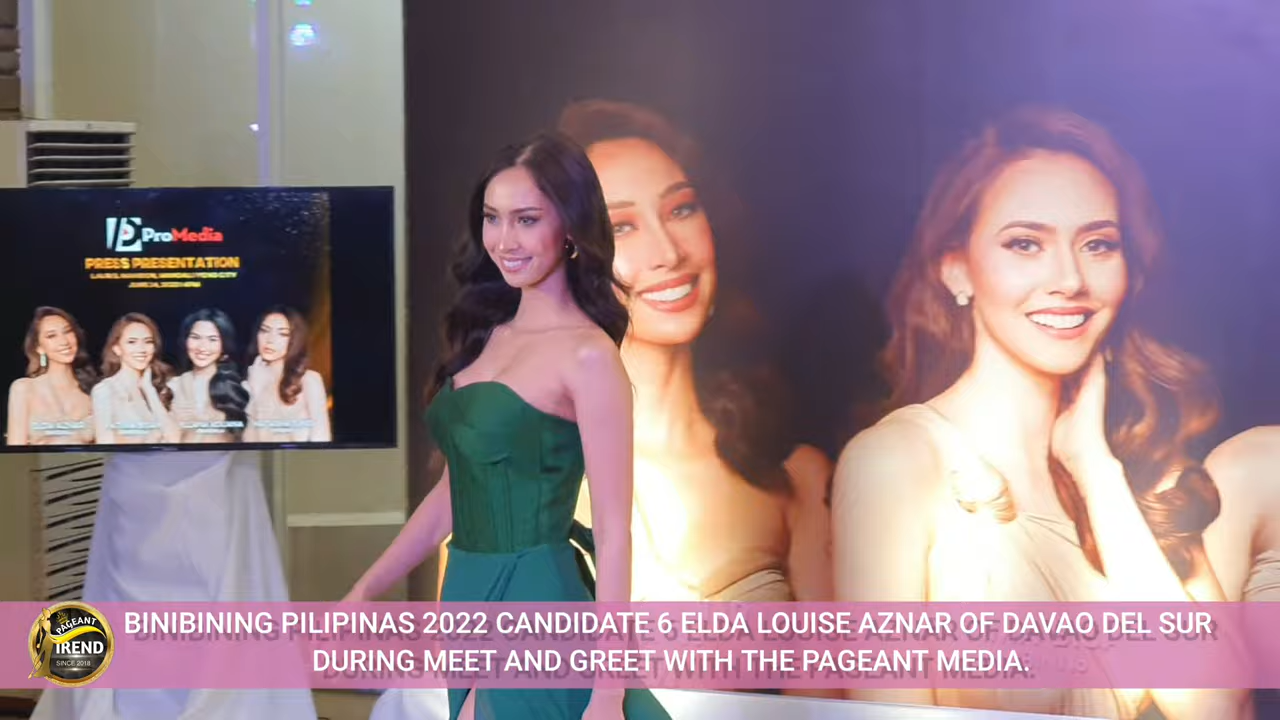 ProMedia
PRESS PRESENTATION
PAGEANT
TREND
SINCE 2018
BINIBINING PILIPINAS 2022 CANDIDATE 6 ELDA LOUISE AZNAR OF DAVAO DEL SUR
DURING MEET AND GREET WITH THE PAGEANT MEDIA.